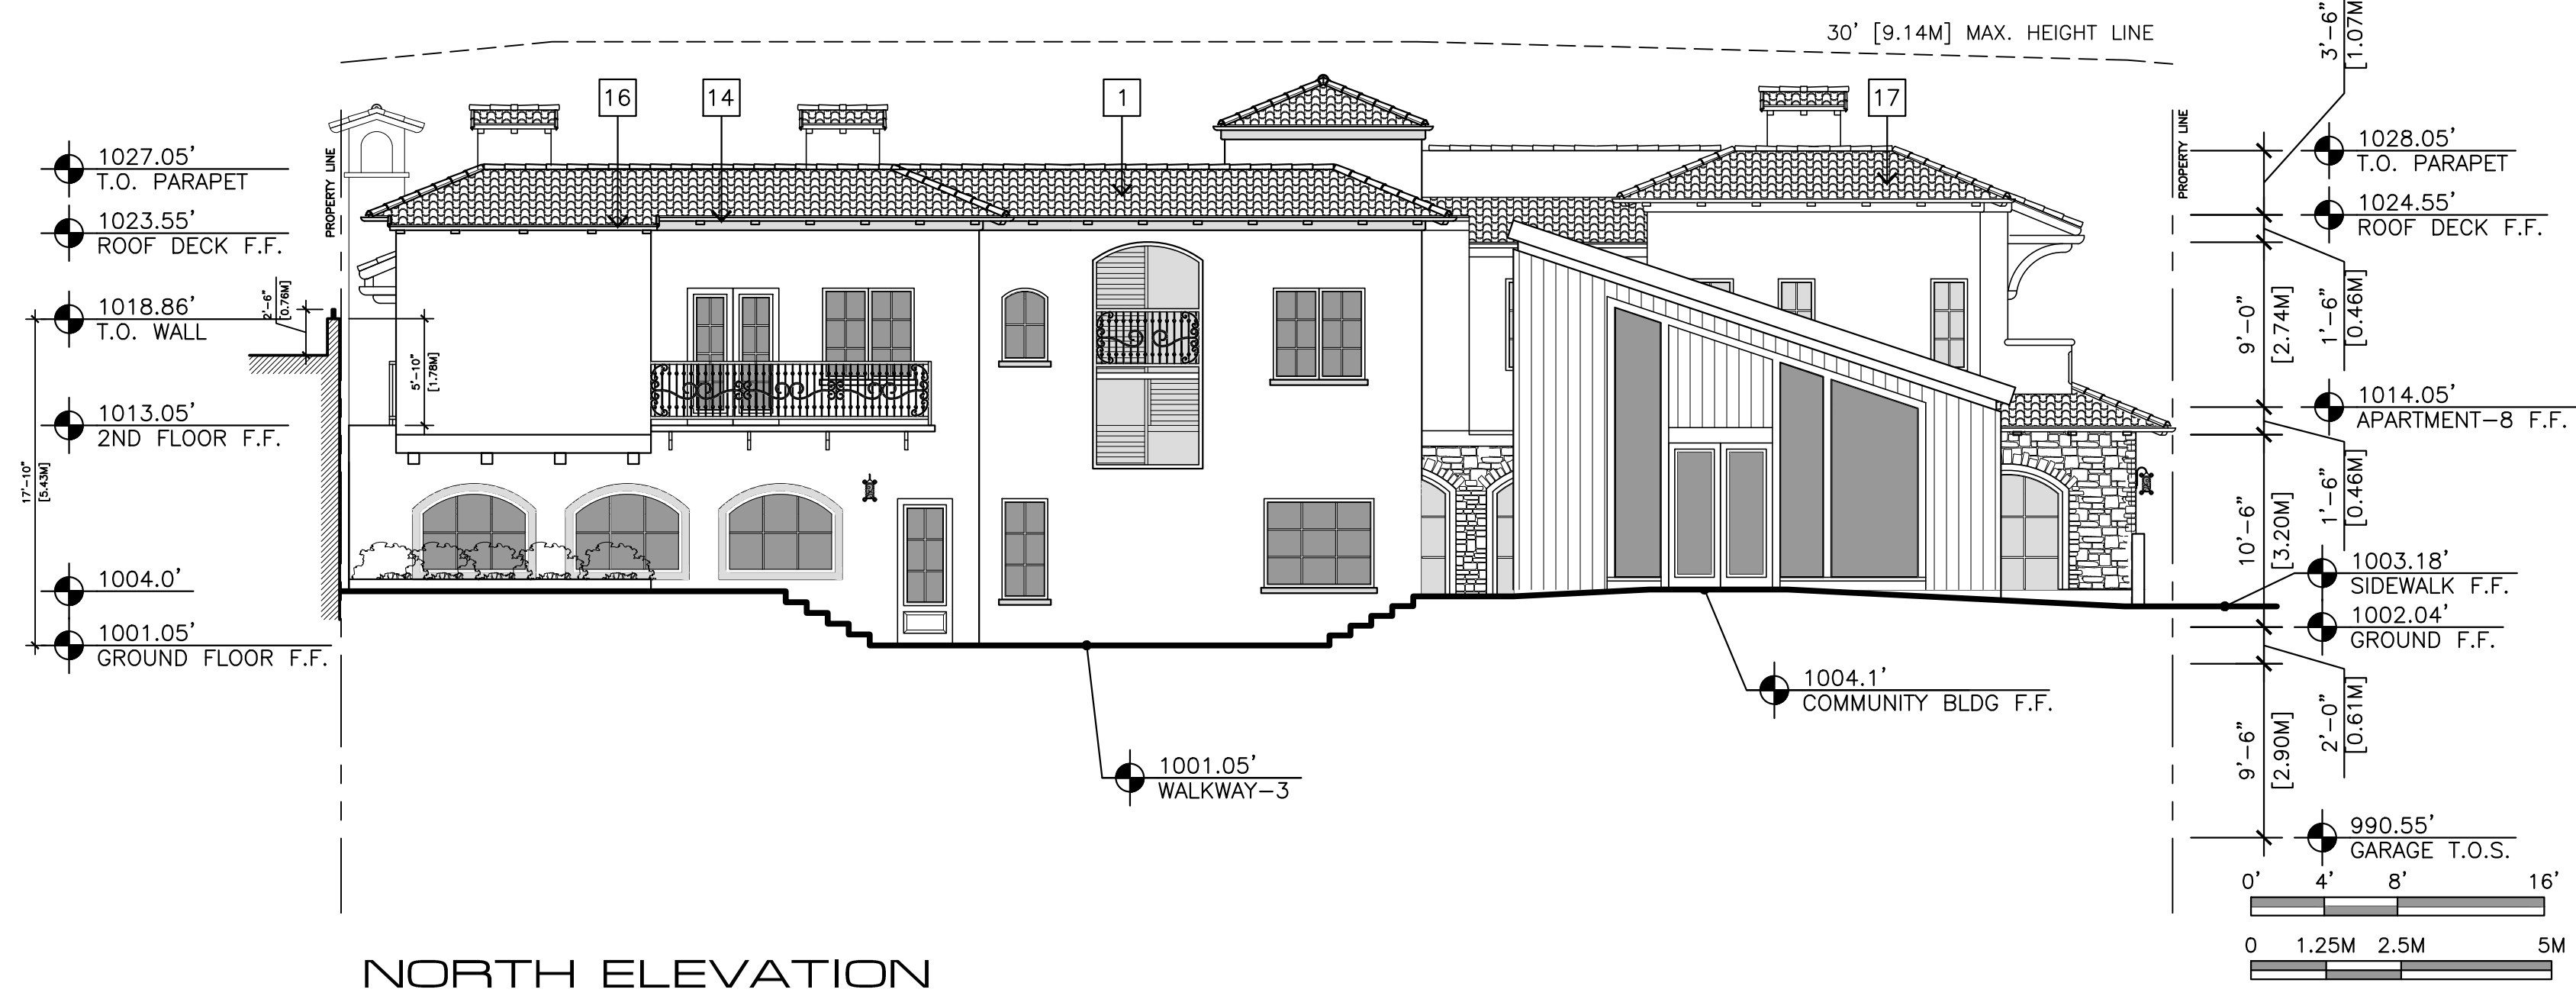 30' [9.14M] MAX. HEIGHT LINE
3'-6"
[1.07M
16
14
1
17
PROPERTY LINE
PROPERTY LINE
1027.05'
T.O. PARAPET
1023.55'
ROOF DECK F.F.
2'-6"
[0.76M]
1018.86'
T.O. WALL
5'-10"
[1.78M]
1013.05'
2ND FLOOR F.F.
17'-10"
[5.43M]
1004.0'
1001.05'
GROUND FLOOR F.F.
1028.05'
T.O. PARAPET
1024.55'
ROOF DECK F.F.
9'-0"
[2.74M]
1'-6"
[0.46M]
1014.05'
APARTMENT-8 F.F.
10'-6"
[3.20M]
1'-6"
[0.46M]
1003.18'
SIDEWALK F.F.
1002.04'
GROUND F.F.
1004.1'
COMMUNITY BLDG F.F.
9'-6"
[2.90M]
2'-0"
[0.61M]
1001.05'
WALKWAY-3
990.55'
GARAGE T.O.S.
0' 4' 8' 16'
0 1.25M 2.5M 5M
NORTH ELEVATION